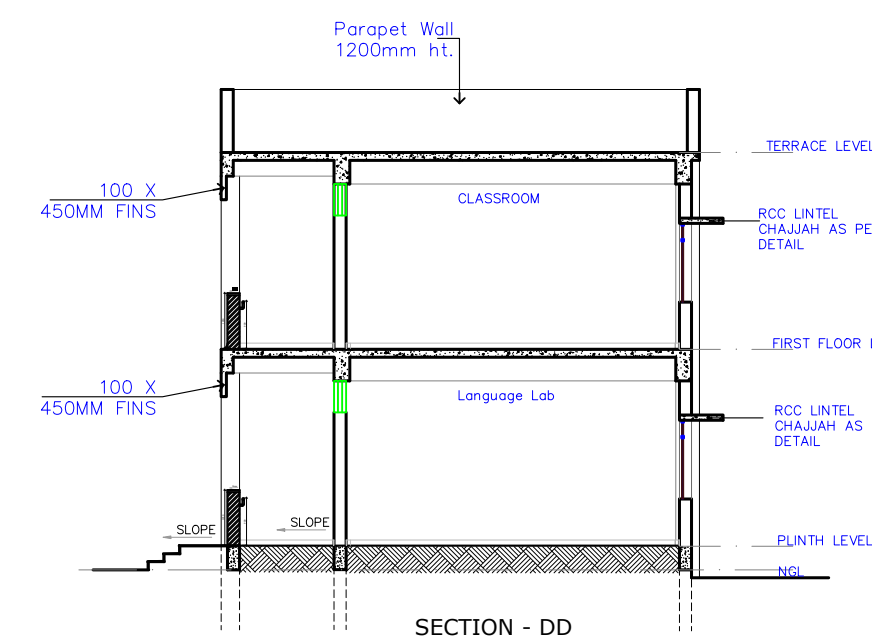 Parapet Wall
1200mm ht.
TERRACE LEVEL
100 X
450MM FINS
CLASSROOM
RCC LINTEL
CHAJJAH AS PE
DETAIL
FIRST FLOOR
100 X
450MM FINS
Language Lab
RCC LINTEL
CHAJJAH AS
DETAIL
SLOPE
SLOPE
PLINTH LEVEL
NGL
SECTION - DD